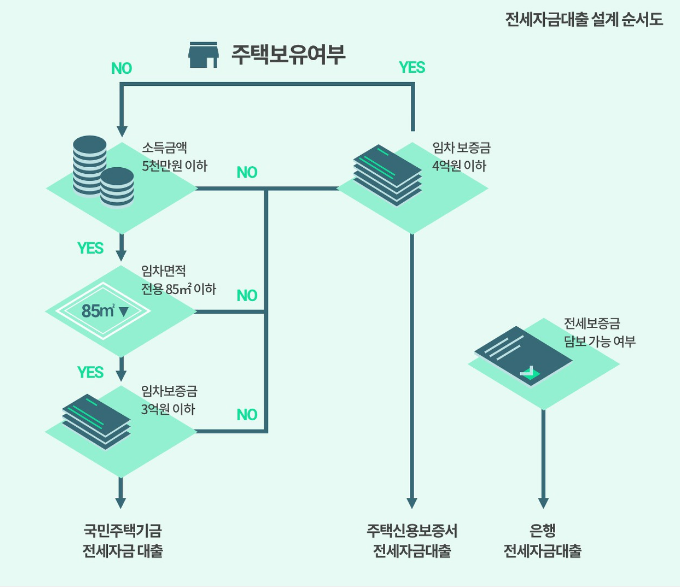 전세자금대출 설계 순서도
주택보유여부
NO
YES
소득금액
5천만원 이하
NO
임차 보증금
4억원 이하
YES
임차면적
전용 85㎡ 이하
85㎡ ▼
NO
전세보증금
담보 가능 여부
YES
임차보증금
3억원 이하
NO
국민주택기금
전세자금 대출
주택신용보증서
전세자금대출
은행
전세자금대출